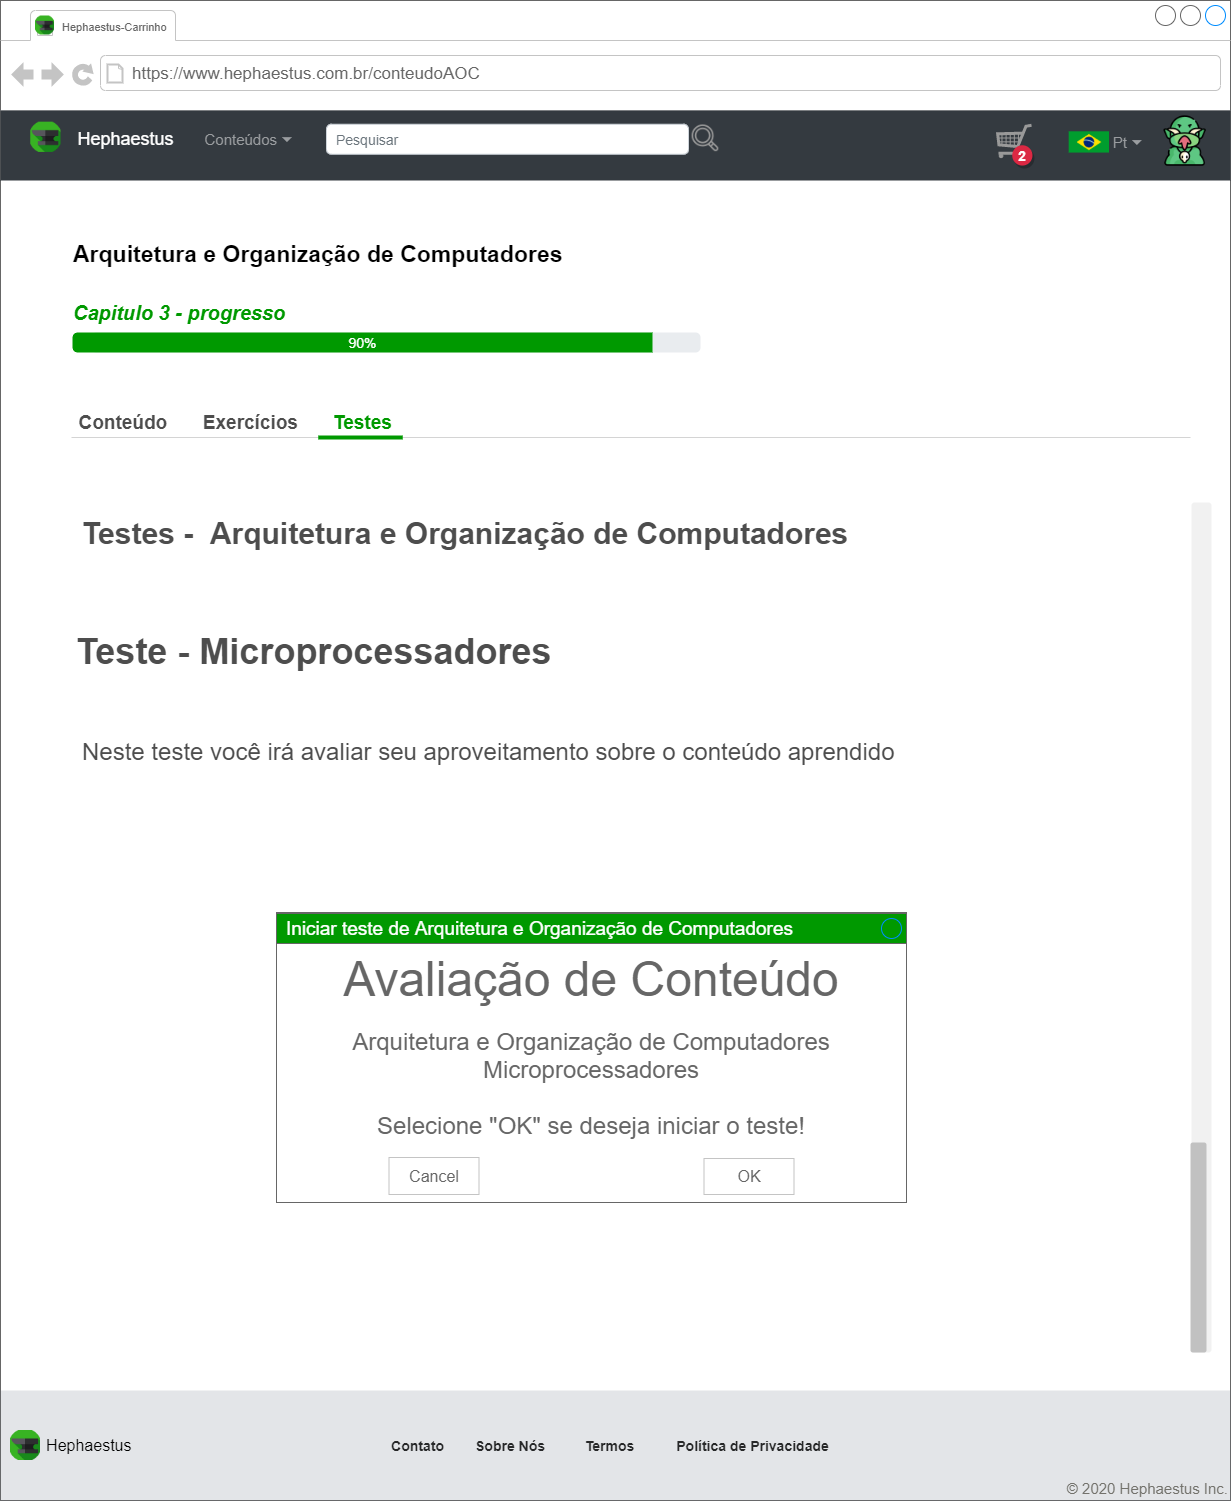 Hephaestus-Carrinho
https://www.hephaestus.com.br/conteudoAOC
Hephaestus
Conteúdos
Pesquisar
2
Pt
Arquitetura e Organização de Computadores
Capitulo 3 - progresso
90%
Conteúdo Exercícios Testes
Testes - Arquitetura e Organização de Computadores
Teste - Microprocessadores
Neste teste você irá avaliar seu aproveitamento sobre o conteúdo aprendido
Iniciar teste de Arquitetura e Organização de Computadores
Avaliação de Conteúdo
Arquitetura e Organização de Computadores
Microprocessadores
Selecione "OK" se deseja iniciar o teste!
Cancel OK
Hephaestus
Contato Sobre Nós Termos Política de Privacidade
© 2020 Hephaestus Inc.